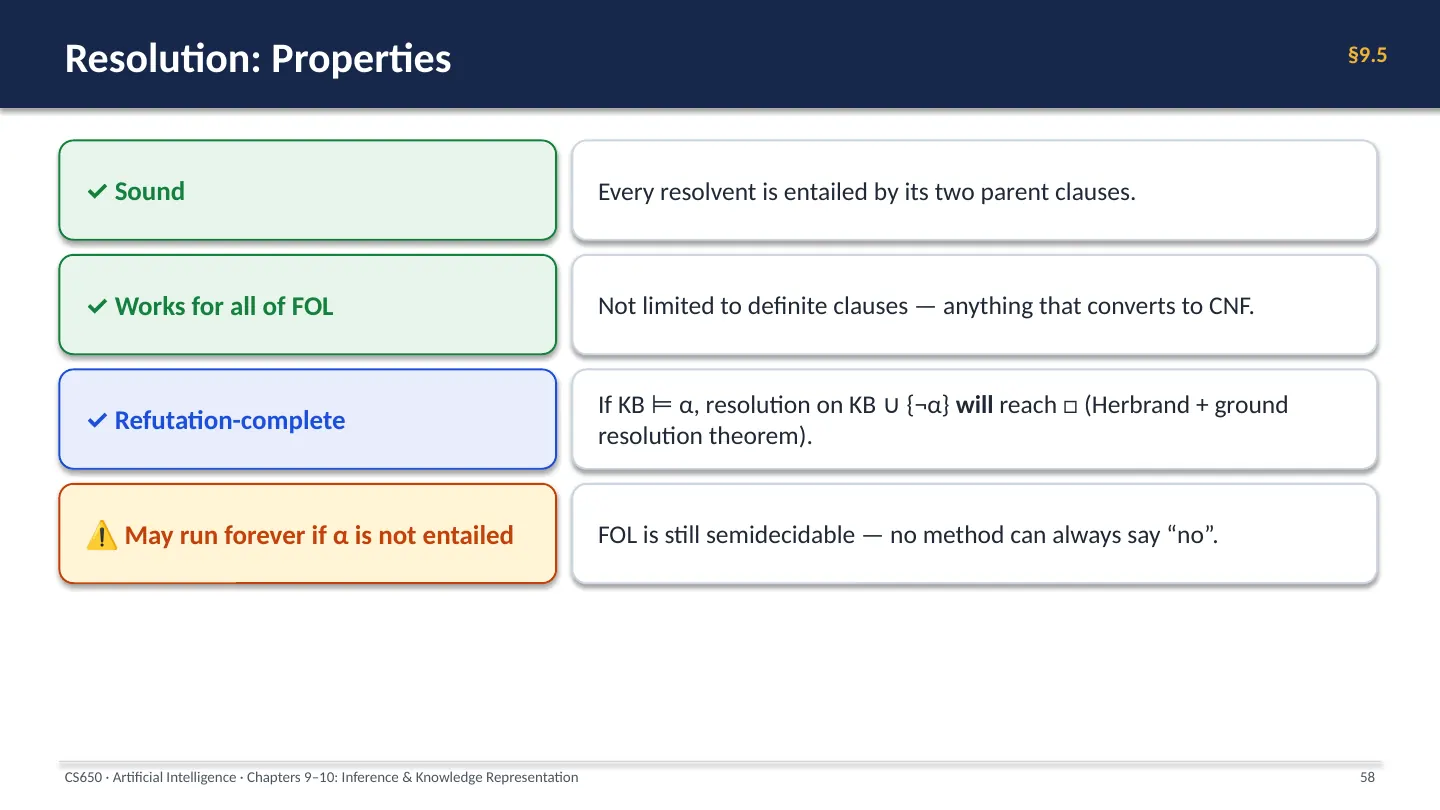 Resolution: Properties
§9.5
✓ Sound
Every resolvent is entailed by its two parent clauses.
✓ Works for all of FOL
Not limited to definite clauses — anything that converts to CNF.
✓ Refutation-complete
If KB ⊨ α, resolution on KB ∪ {¬α} will reach □ (Herbrand + ground
resolution theorem).
⚠️ May run forever if α is not entailed
FOL is still semidecidable — no method can always say “no”.
CS650 · Artificial Intelligence · Chapters 9–10: Inference & Knowledge Representation
58